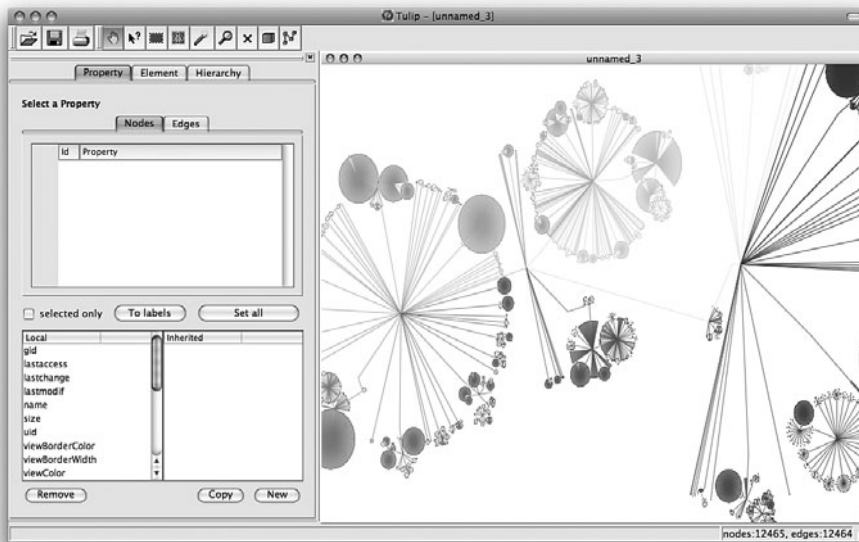 Tulip - [unnamed_3]
Property Element Hierarchy
unnamed_3
Select a Property
Nodes Edges
Id Property
selected only To labels Set all
Local Inherited
gid
lastaccess
lastchange
lastmodif
name
size
uid
viewBorderColor
viewBorderWidth
viewColor
Remove Copy New
nodes:12465, edges:12464